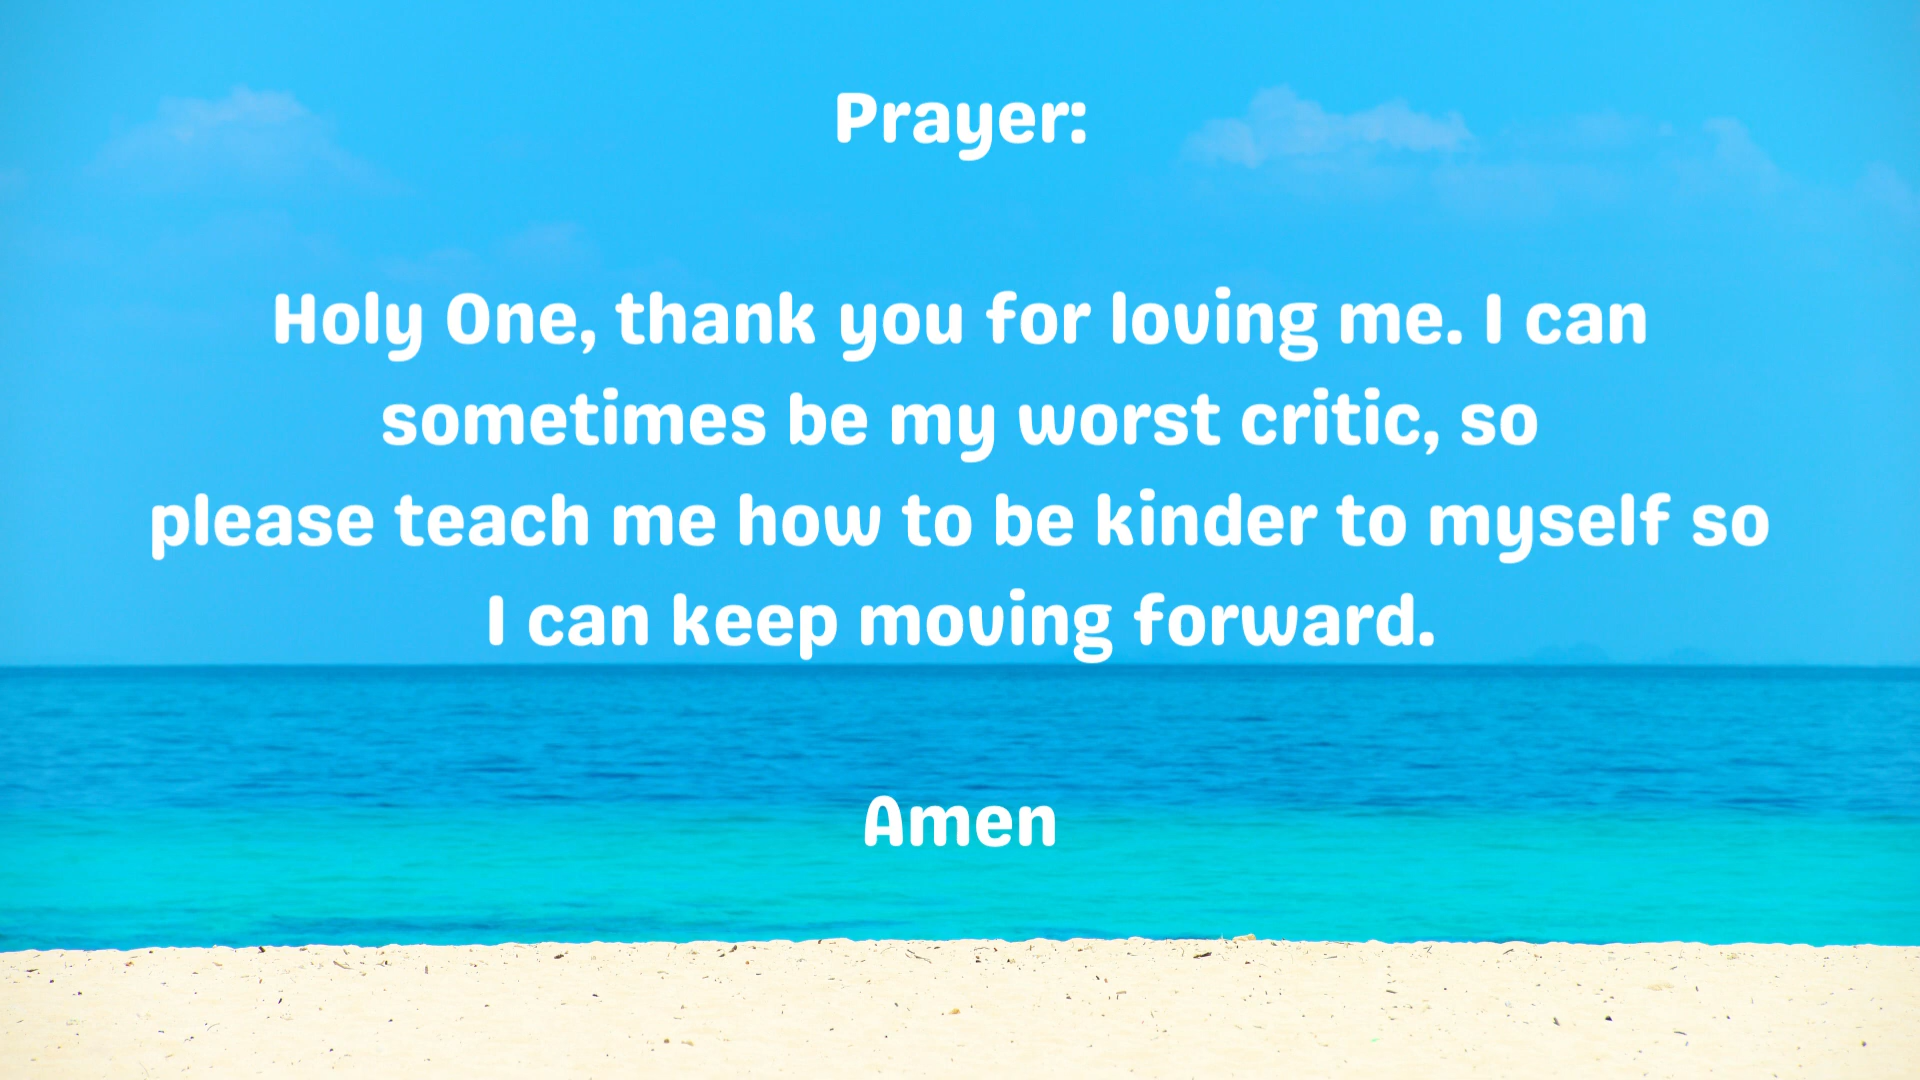 Prayer:
Holy One, thank you for loving me. I can
sometimes be my worst critic, so
please teach me how to be kinder to myself so
I can keep moving forward.
Amen